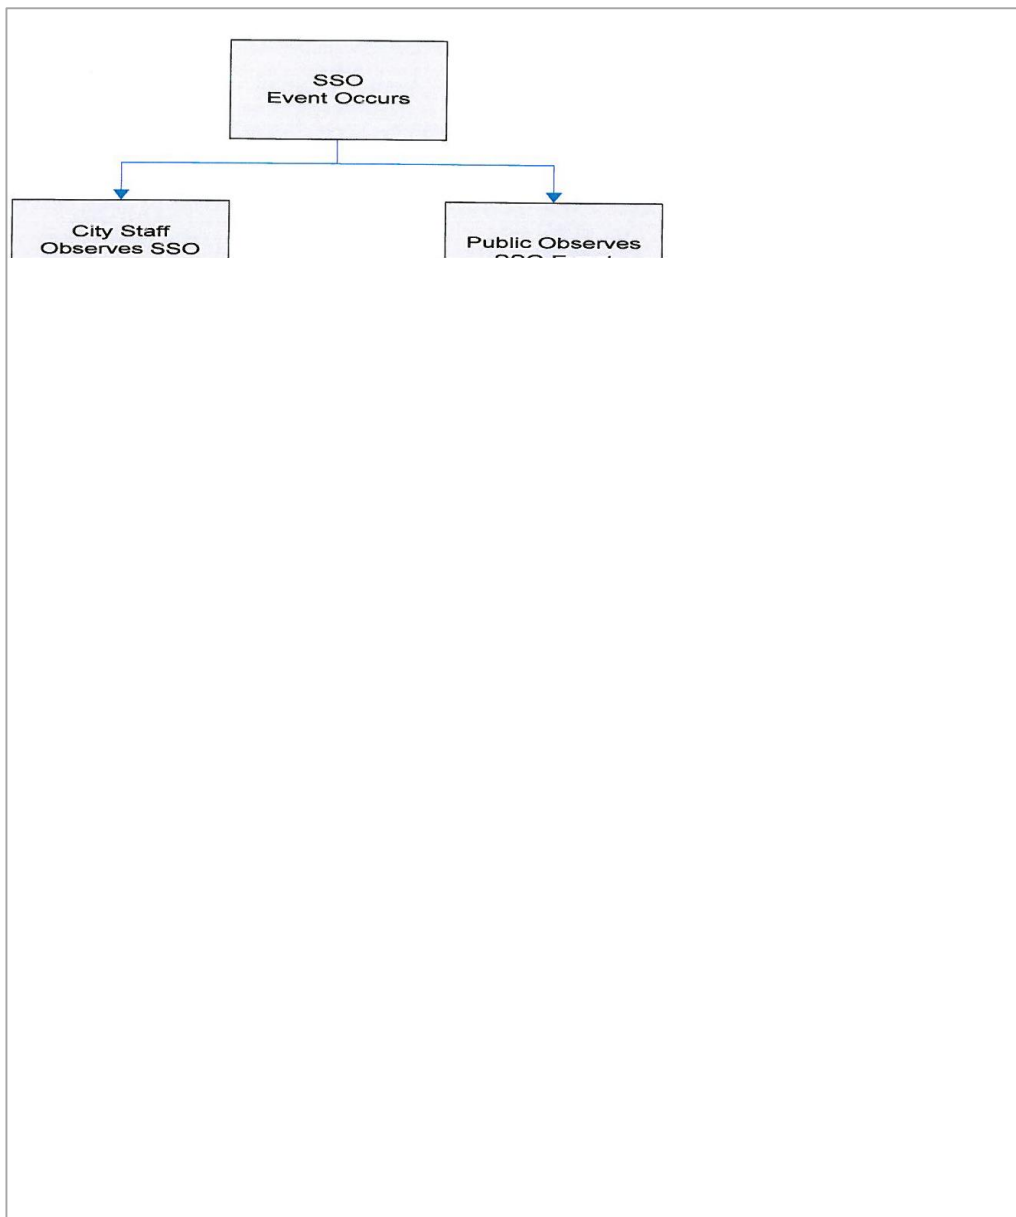 SSO
Event Occurs
City Staff
Observes SSO
Public Observes